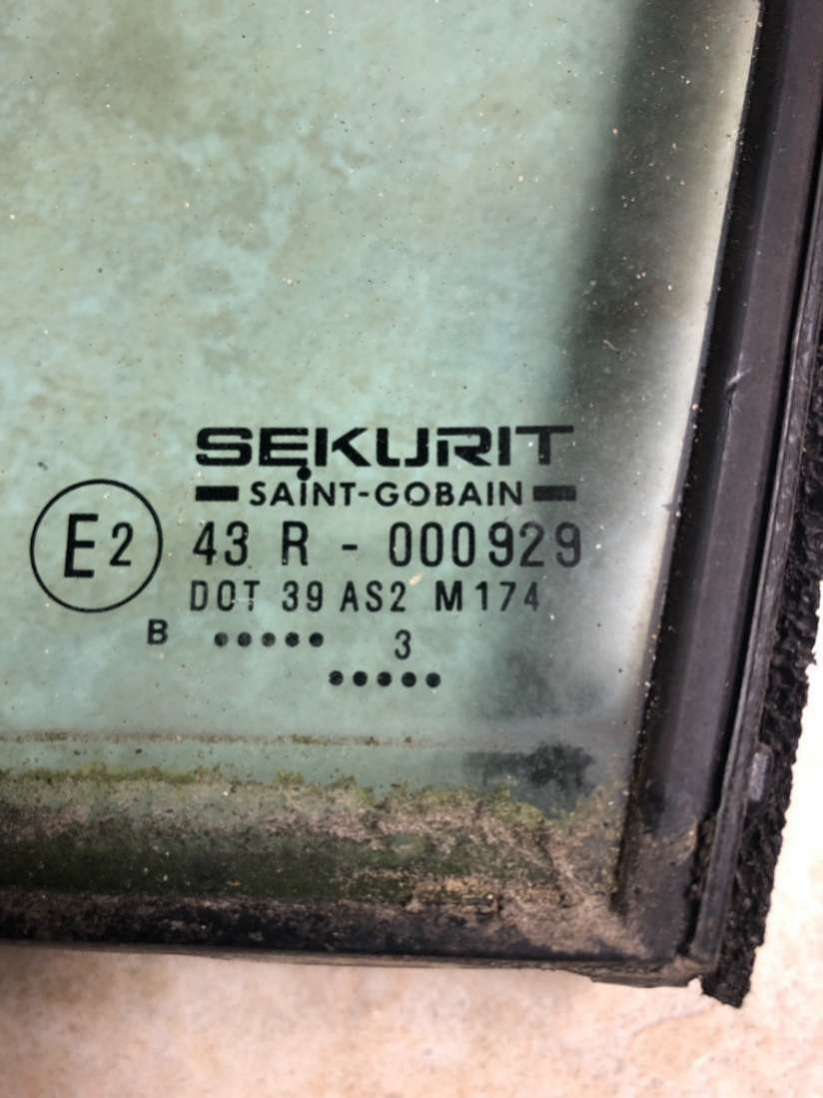 SEKURIT
SAINT-GOBAIN
E2 43 R - 000929
DOT 39 AS2 M174
B ••••• 3
•••••